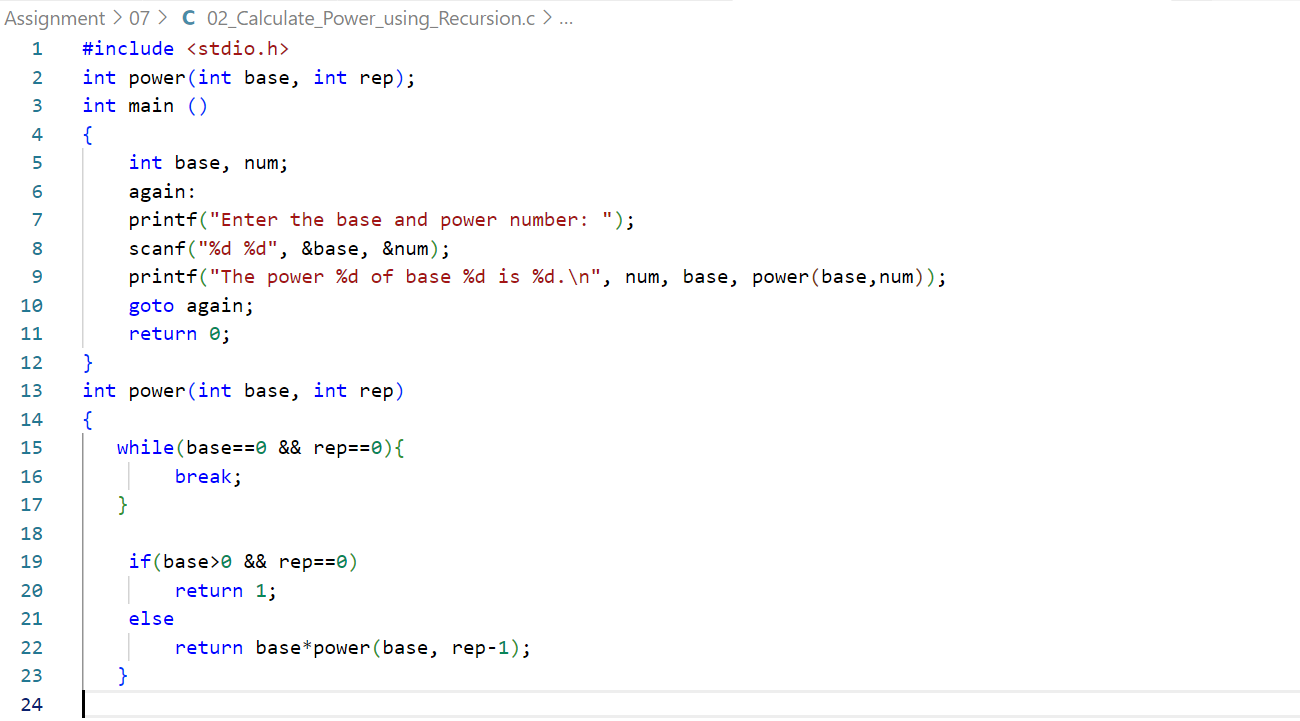 Assignment > 07 > C 02_Calculate_Power_using_Recursion.c > ...
1 #include <stdio.h>
2 int power(int base, int rep);
3 int main ()
4 {
5     int base, num;
6     again:
7     printf("Enter the base and power number: ");
8     scanf("%d %d", &base, &num);
9     printf("The power %d of base %d is %d.\n", num, base, power(base,num));
10     goto again;
11     return 0;
12 }
13 int power(int base, int rep)
14 {
15    while(base==0 && rep==0){
16         break;
17    }
18
19     if(base>0 && rep==0)
20         return 1;
21     else
22         return base*power(base, rep-1);
23    }
24